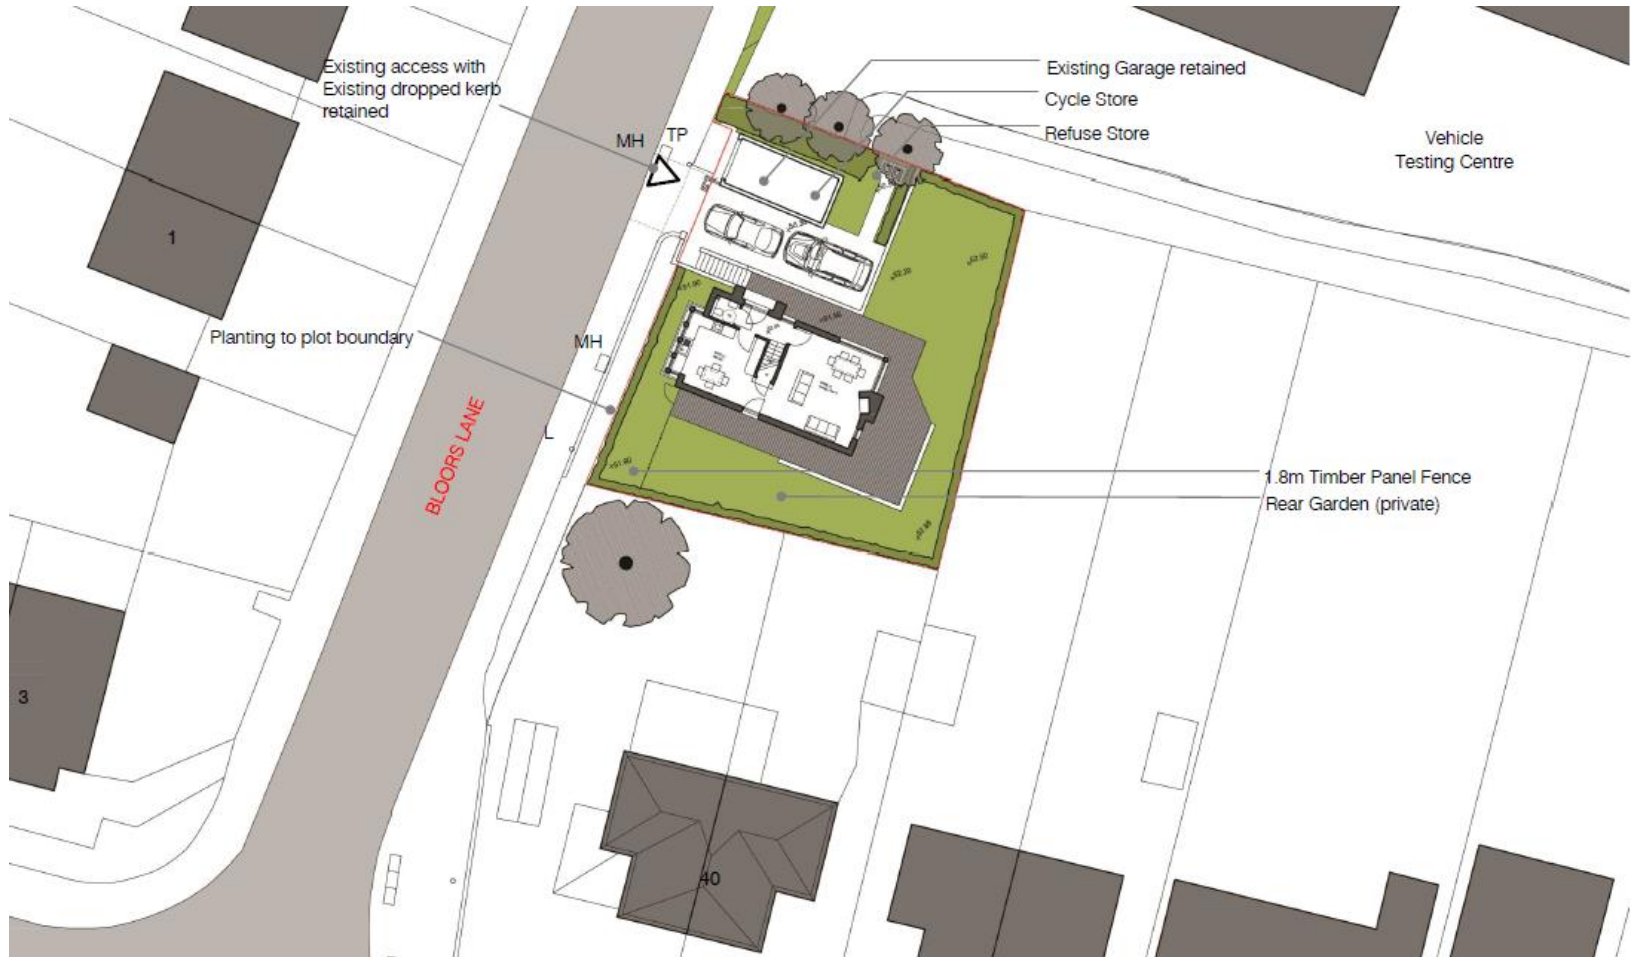 Existing access with
Existing dropped kerb
retained
Existing Garage retained
Cycle Store
Refuse Store
Vehicle
Testing Centre
MH
TP
1
Planting to plot boundary
MH
BLOORS LANE
L
1.8m Timber Panel Fence
Rear Garden (private)
3
40